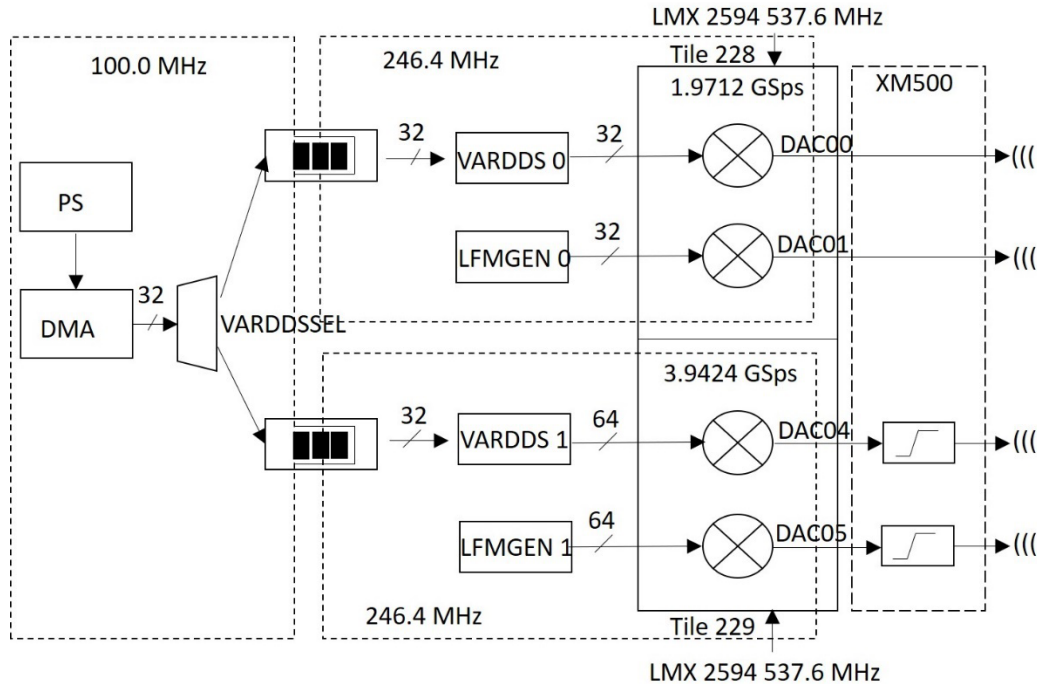 LMX 2594 537.6 MHz
100.0 MHz
246.4 MHz
Tile 228
1.9712 GSps
XM500
32
VARDDS 0
32
DAC00
(((
PS
LFMGEN 0
32
DAC01
(((
DMA
32
VARDDSSEL
3.9424 GSps
32
VARDDS 1
64
DAC04
(((
LFMGEN 1
64
DAC05
(((
246.4 MHz
Tile 229
LMX 2594 537.6 MHz